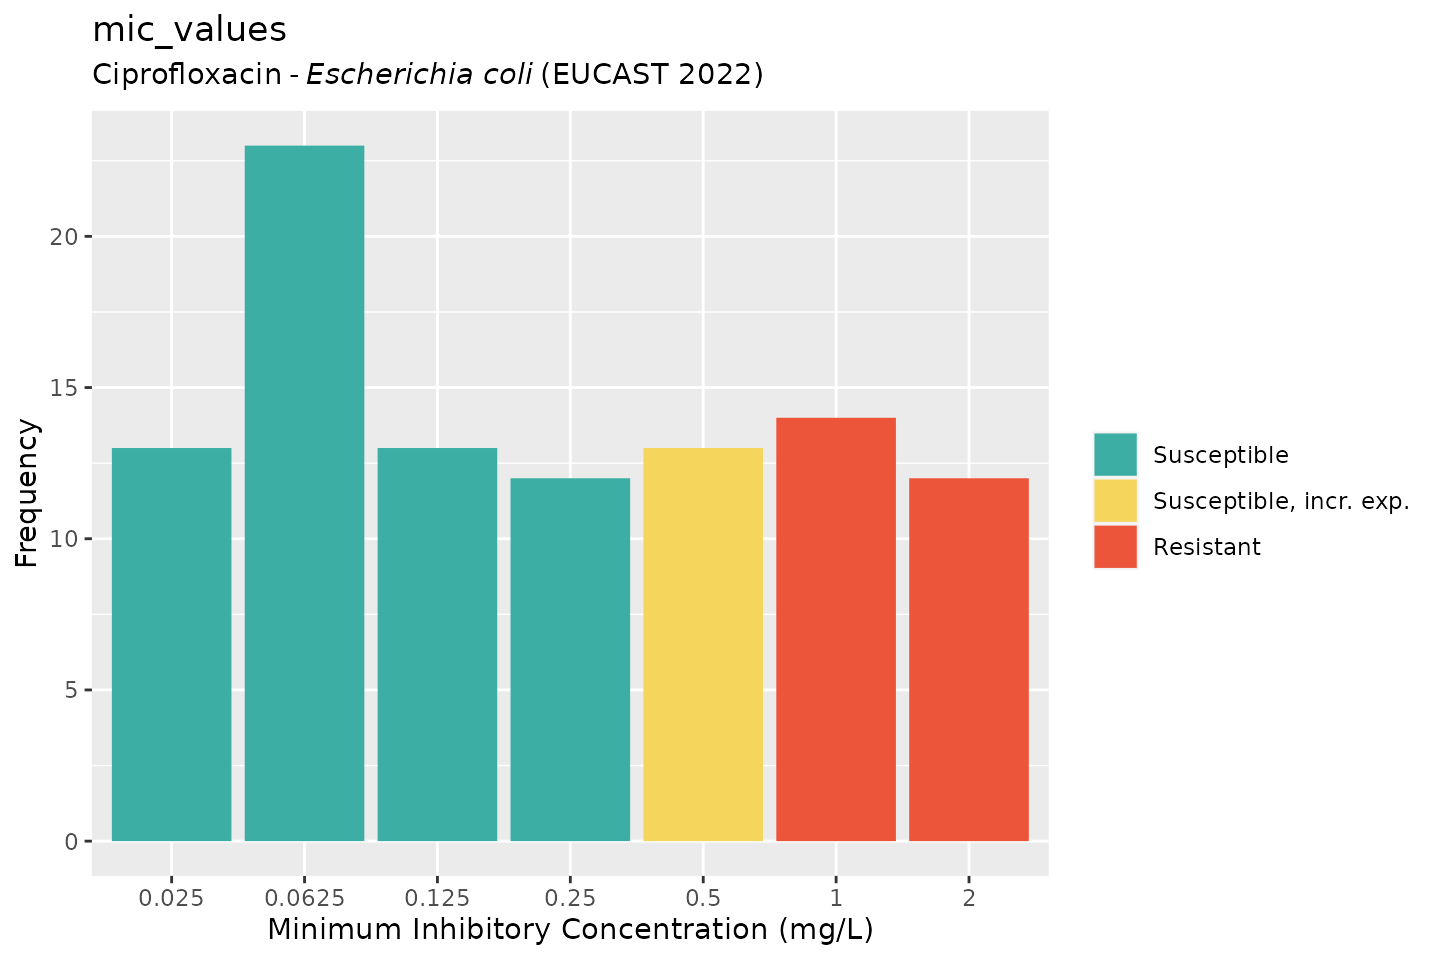 mic_values
Ciprofloxacin - Escherichia coli (EUCAST 2022)
Frequency
20
15
10
5
0
0.025 0.0625 0.125 0.25 0.5 1 2
Minimum Inhibitory Concentration (mg/L)
Susceptible
Susceptible, incr. exp.
Resistant